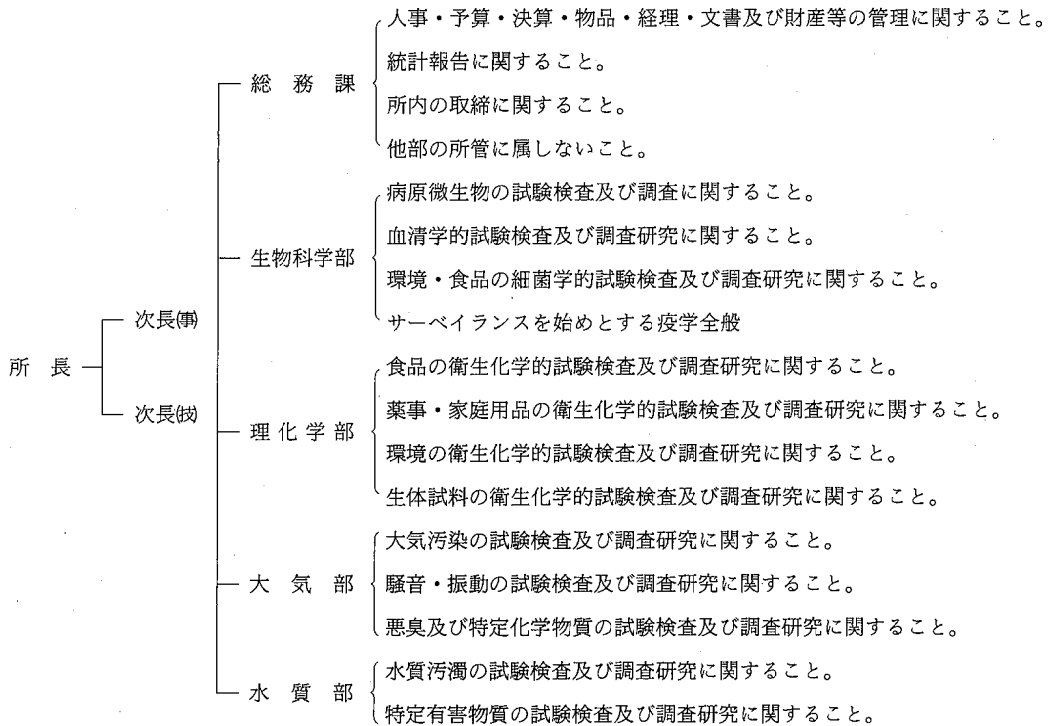 所長
次長㈲
次長㈸
総務課
人事・予算・決算・物品・経理・文書及び財産等の管理に関すること。
統計報告に関すること。
所内の取締に関すること。
他部の所管に属しないこと。
生物科学部
病原微生物の試験検査及び調査に関すること。
血清学的試験検査及び調査研究に関すること。
環境・食品の細菌学的試験検査及び調査研究に関すること。
サーベイランスを始めとする疫学全般
理化学部
食品の衛生化学的試験検査及び調査研究に関すること。
薬事・家庭用品の衛生化学的試験検査及び調査研究に関すること。
環境の衛生化学的試験検査及び調査研究に関すること。
生体試料の衛生化学的試験検査及び調査研究に関すること。
大気部
大気汚染の試験検査及び調査研究に関すること。
騒音・振動の試験検査及び調査研究に関すること。
悪臭及び特定化学物質の試験検査及び調査研究に関すること。
水質部
水質汚濁の試験検査及び調査研究に関すること。
特定有害物質の試験検査及び調査研究に関すること。